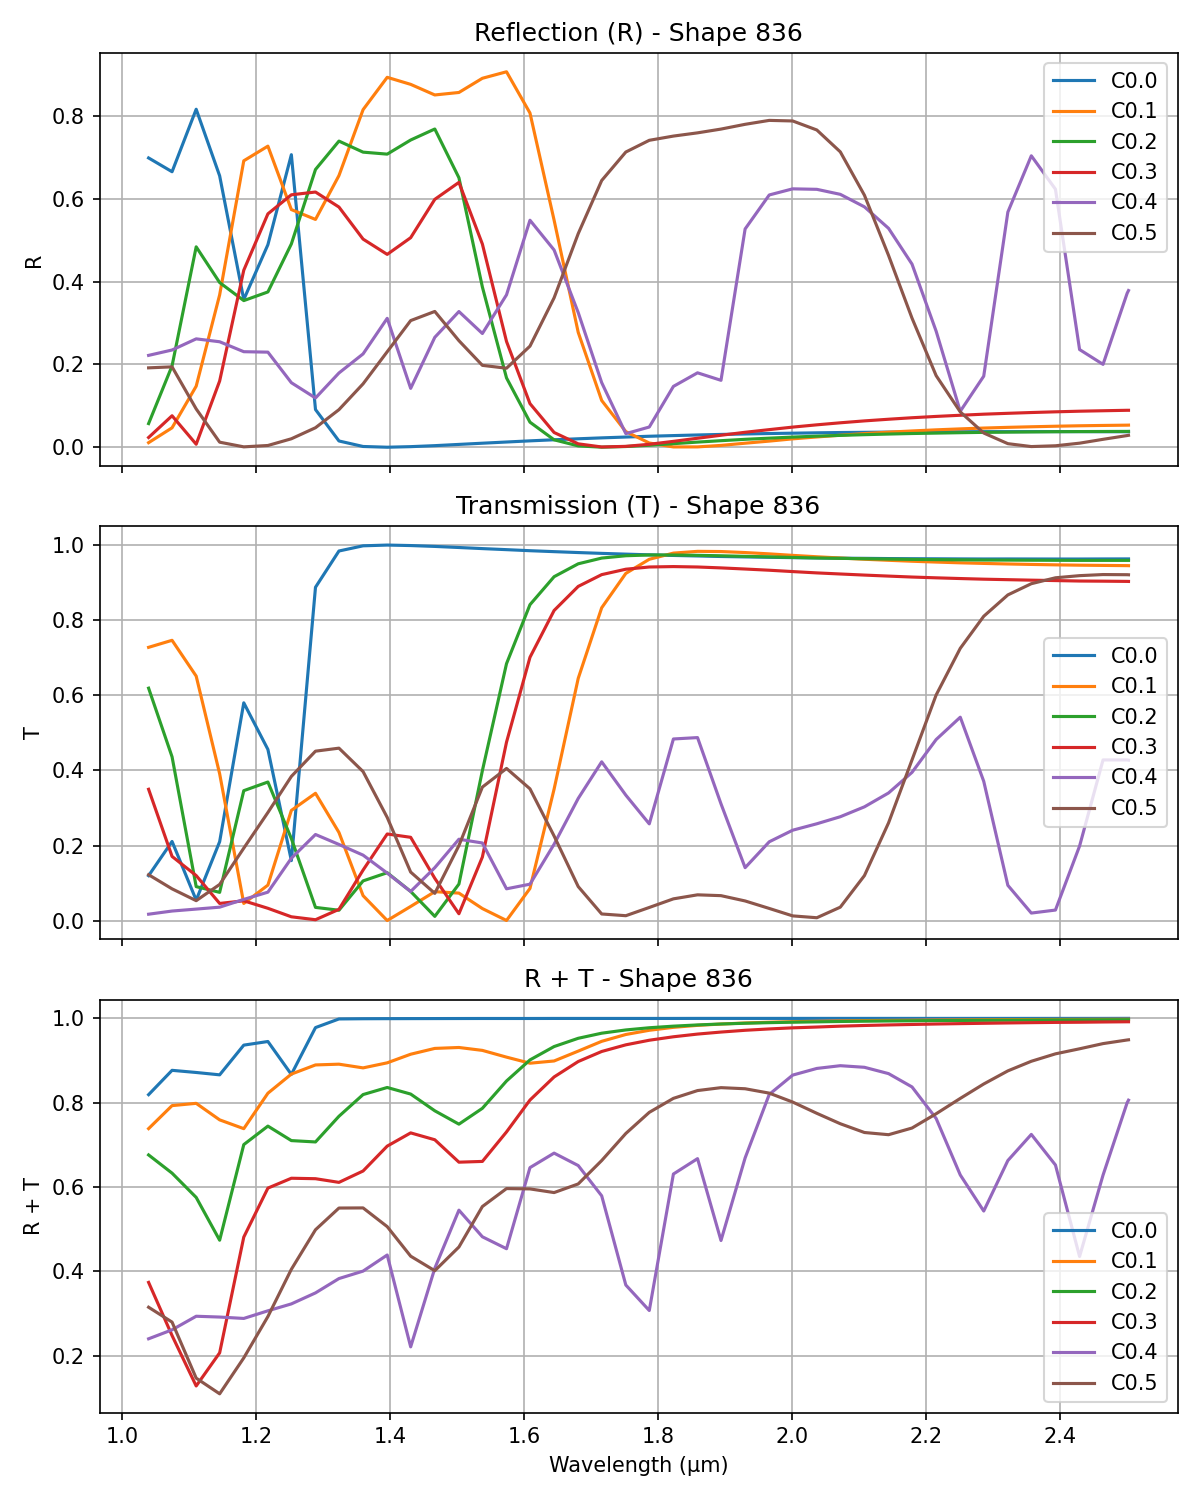 Reflection (R) - Shape 836
R
0.8
0.6
0.4
0.2
0.0
C0.0
C0.1
C0.2
C0.3
C0.4
C0.5
Transmission (T) - Shape 836
T
1.0
0.8
0.6
0.4
0.2
0.0
C0.0
C0.1
C0.2
C0.3
C0.4
C0.5
R + T - Shape 836
R + T
1.0
0.8
0.6
0.4
0.2
C0.0
C0.1
C0.2
C0.3
C0.4
C0.5
1.0 1.2 1.4 1.6 1.8 2.0 2.2 2.4
Wavelength (μm)